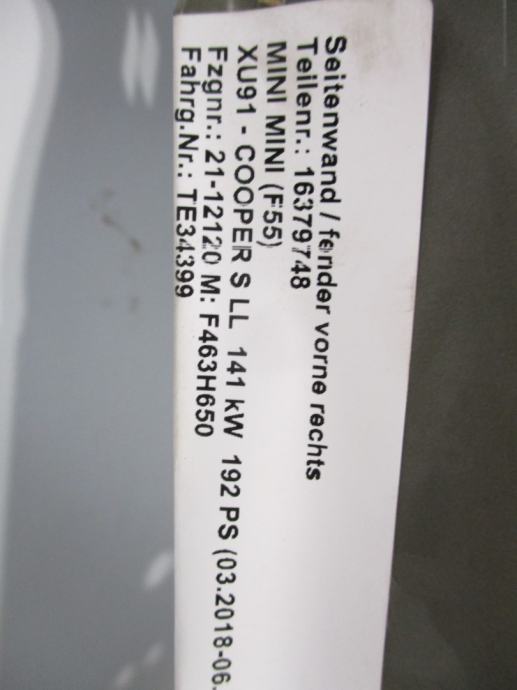 Seitenwand / fender vorne rechts
Teilenr.: 16379748
MINI MINI (F55)
XU91 - COOPER S LL 141 kW 192 PS (03.2018-06.
Fzgnr.: 21-12120 M: F463H650
Fahrg.Nr.: TE34399